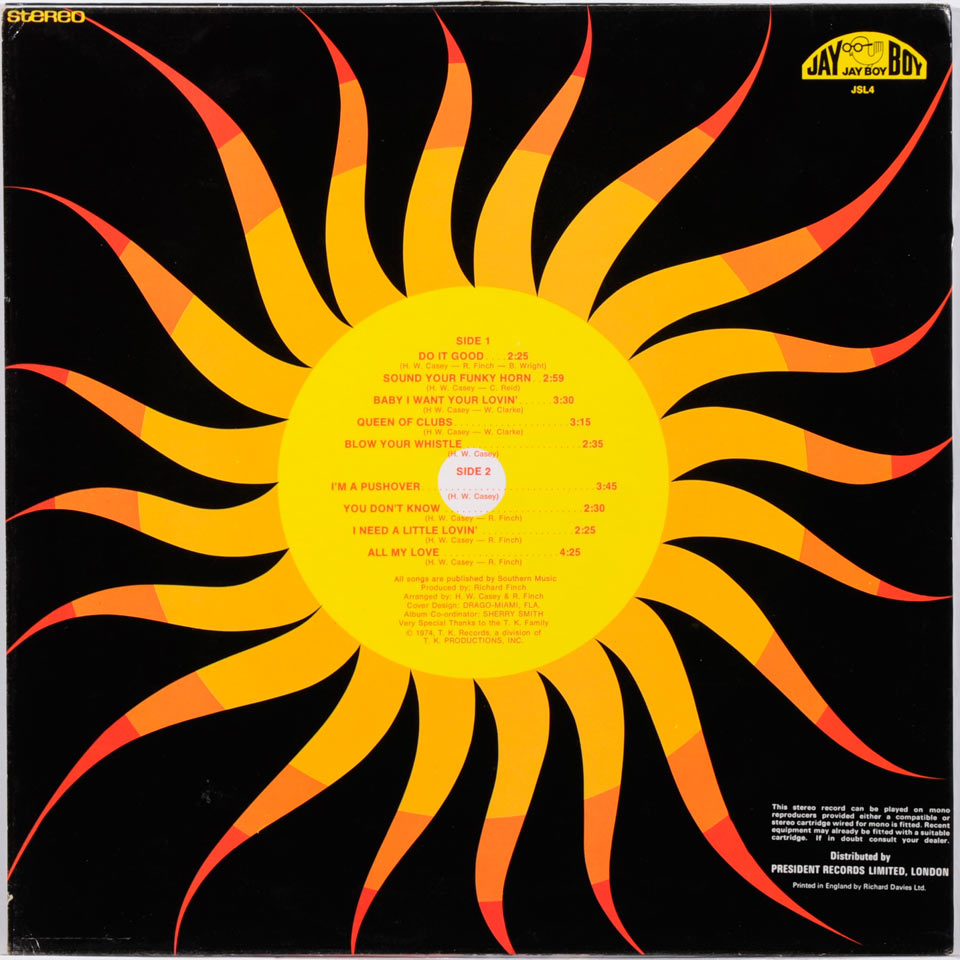 STEREO
JAY BOY
JAY BOY
JSL4
SIDE 1
DO IT GOOD....2:25
(H. W. Casey — R. Finch — B. Wright)
SOUND YOUR FUNKY HORN..2:59
(H. W. Casey — C. Reid)
BABY I WANT YOUR LOVIN'......3:30
(H. W. Casey — W. Clarke)
QUEEN OF CLUBS......................3:15
(H W. Casey — W. Clarke)
BLOW YOUR WHISTLE..................2:35
(H. W. Casey)
SIDE 2
I'M A PUSHOVER..........................3:45
(H. W. Casey)
YOU DON'T KNOW......................2:30
(H. W. Casey — R. Finch)
I NEED A LITTLE LOVIN'..............2:25
(H. W. Casey — R. Finch)
ALL MY LOVE..................4:25
(H. W. Casey — R. Finch)
All songs are published by Southern Music
Produced by: Richard Finch
Arranged by: H. W. Casey & R. Finch
Cover Design: DRAGO-MIAMI, FLA.
Album Co-ordinator: SHERRY SMITH
Very Special Thanks to the T. K. Family
© 1974, T. K. Records, a division of
T. K. PRODUCTIONS, INC.
This stereo record can be played on mono
reproducers provided either a compatible or
stereo cartridge wired for mono is fitted. Recent
equipment may already be fitted with a suitable
cartridge. If in doubt consult your dealer.
Distributed by
PRESIDENT RECORDS LIMITED, LONDON
Printed in England by Richard Davies Ltd.